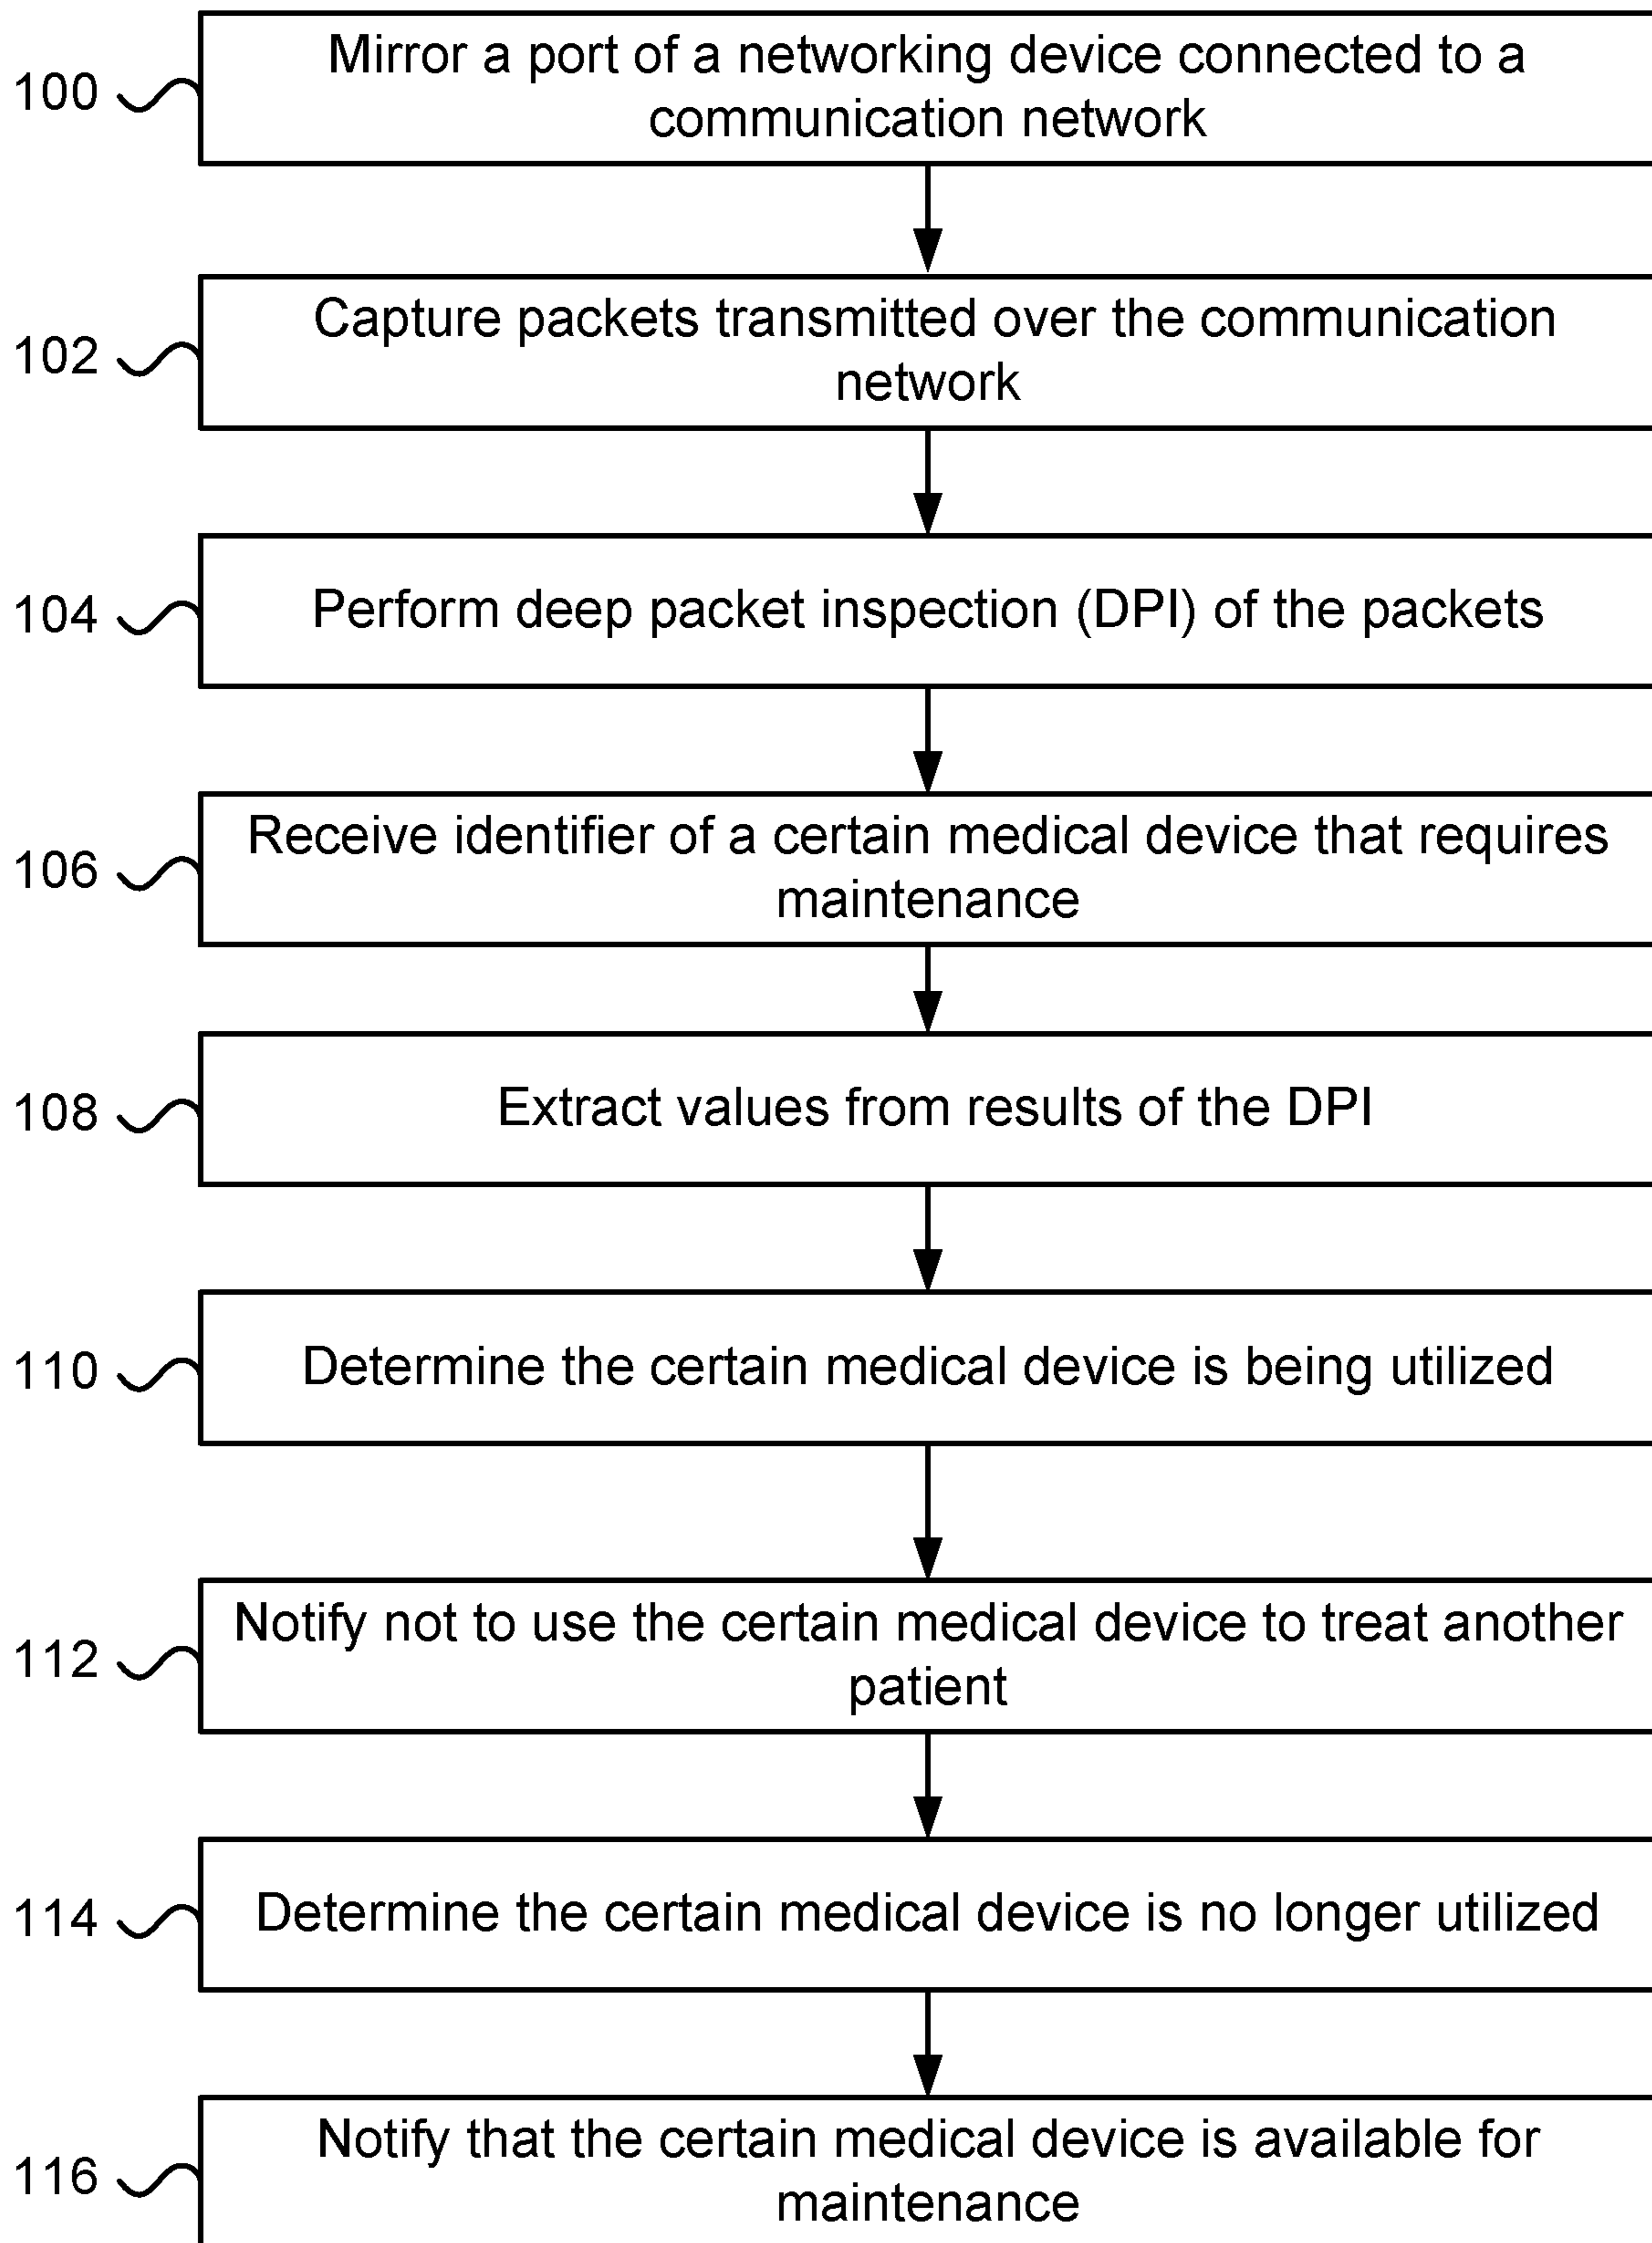 Mirror a port of a networking device connected to a
100
communication network
Capture packets transmitted over the communication
102
network
104
Perform deep packet inspection (DPI) of the packets
Receive identifier of a certain medical device that requires
106
maintenance
108
Extract values from results of the DPI
110
Determine the certain medical device is being utilized
Notify not to use the certain medical device to treat another
112
patient
114
Determine the certain medical device is no longer utilized
Notify that the certain medical device is available for
116
maintenance